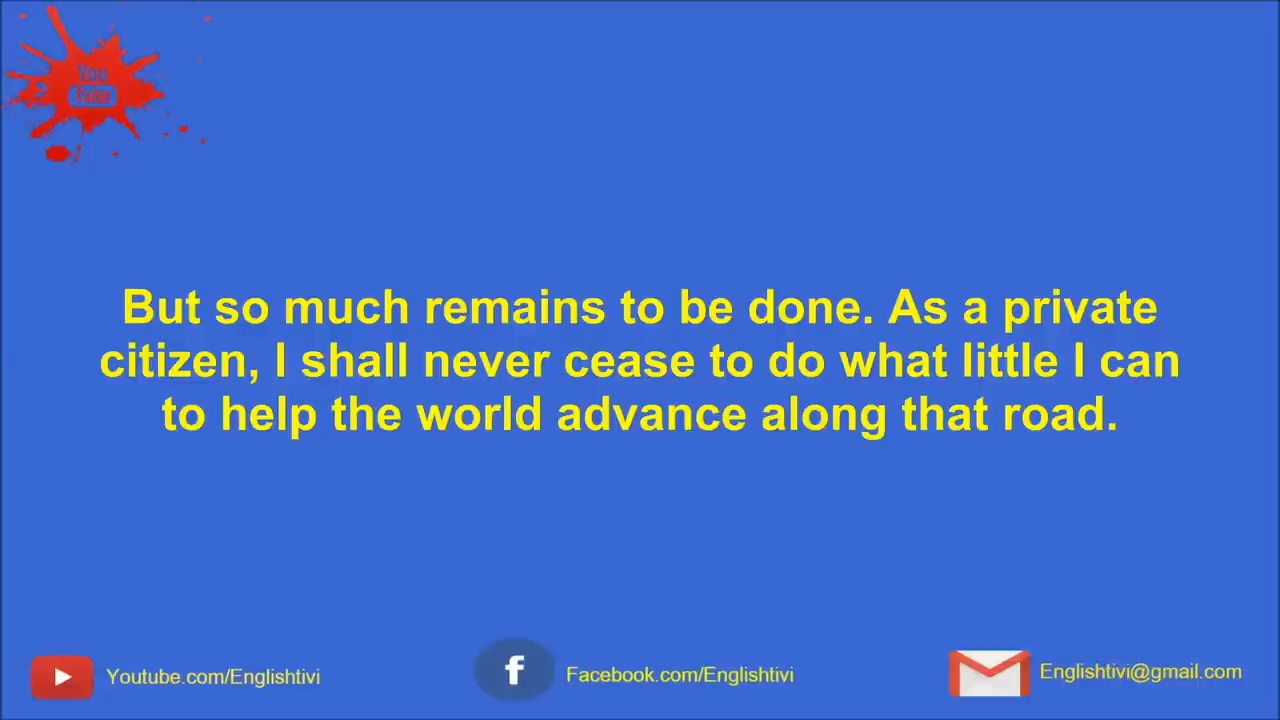 You
Tube
But so much remains to be done. As a private
citizen, I shall never cease to do what little I can
to help the world advance along that road.
Youtube.com/Englishtivi
Facebook.com/Englishtivi
Englishtivi@gmail.com